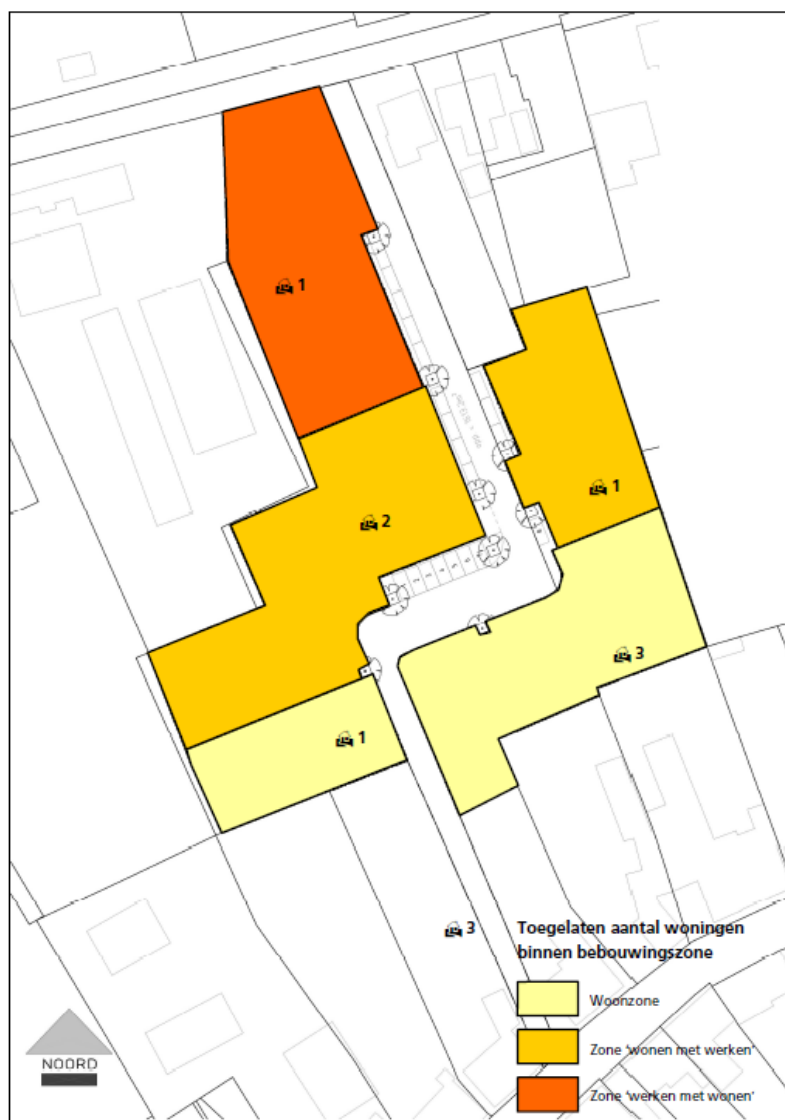 1
1
2
3
1
3
Toegelaten aantal woningen
binnen bebouwingszone
Woonzone
Zone 'wonen met werken'
Zone 'werken met wonen'
NOORD